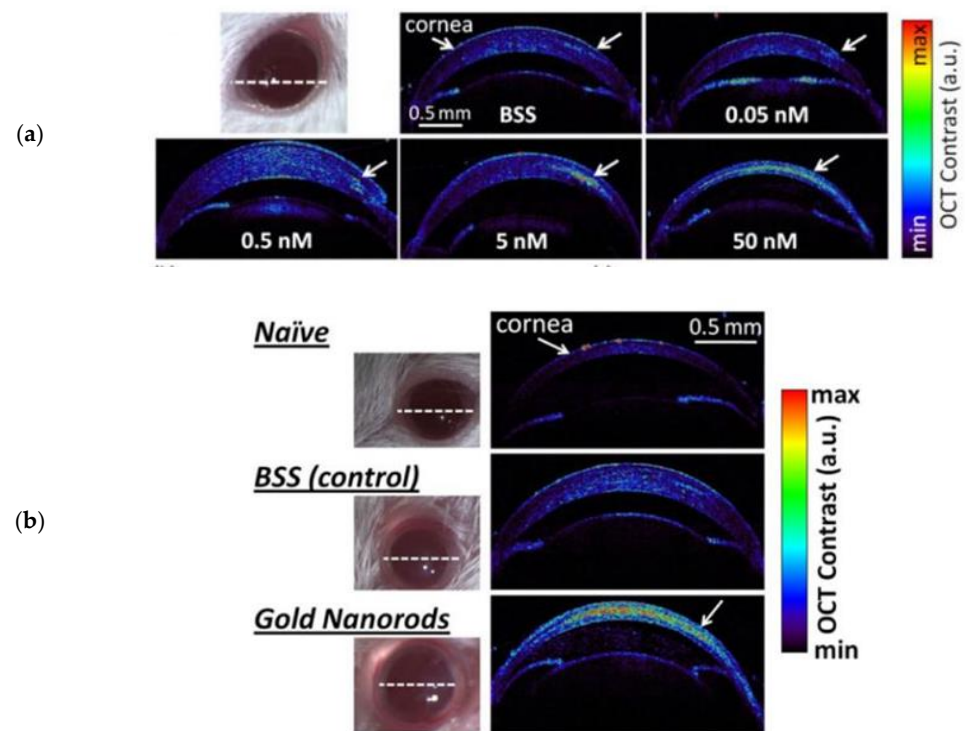 (a)
cornea
BSS
0.5 mm
0.05 nM
0.5 nM
5 nM
50 nM
max
OCT Contrast (a.u.)
min
(b)
Naïve
cornea
0.5 mm
BSS (control)
Gold Nanorods
max
OCT Contrast (a.u.)
min